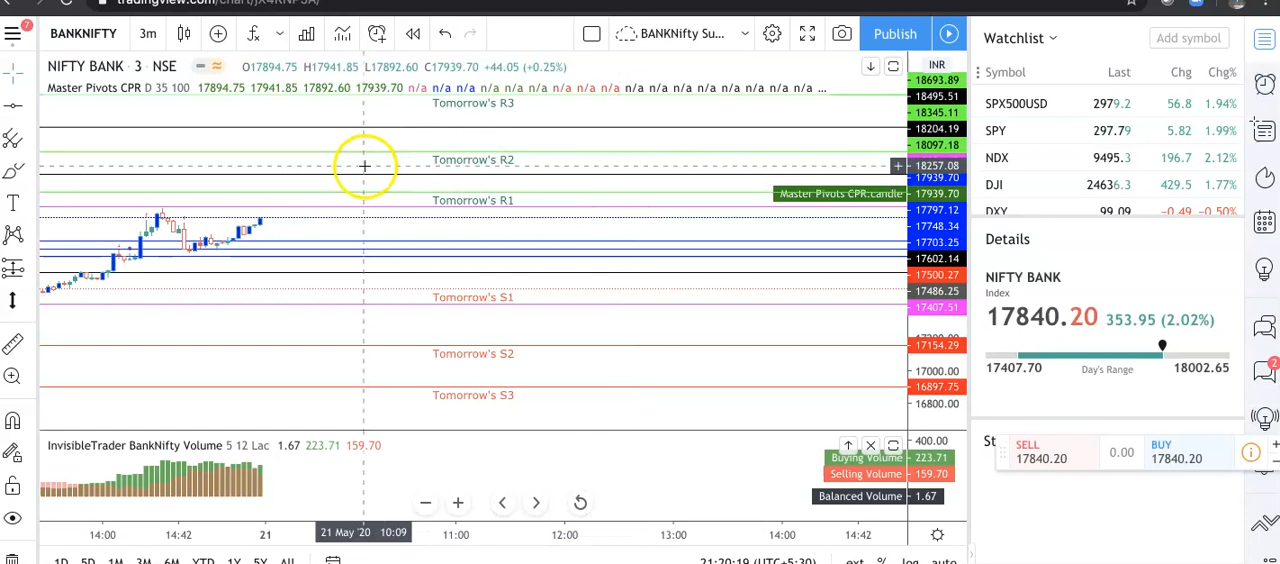 tradingview.com/chart/jX4KNPSA/
7
BANKNIFTY 3m BANKNifty Su... Publish
NIFTY BANK · 3 · NSE O17894.75 H17941.85 L17892.60 C17939.70 +44.05 (+0.25%)
Master Pivots CPR D 35 100 17894.75 17941.85 17892.60 17939.70 n/a n/a n/a n/a n/a n/a n/a n/a n/a n/a n/a n/a n/a n/a n/a n/a n/a ...
Tomorrow's R3
Tomorrow's R2
Tomorrow's R1
Tomorrow's S1
Tomorrow's S2
Tomorrow's S3
INR
18693.89
18495.51
18345.11
18204.19
18097.18
18257.08
17939.70
Master Pivots CPR:candle 17939.70
17797.12
17748.34
17703.25
17602.14
17500.27
17486.25
17407.51
17154.29
17000.00
16897.75
16800.00
InvisibleTrader BankNifty Volume 5 12 Lac 1.67 223.71 159.70
400.00
Buying Volume 223.71
Selling Volume 159.70
Balanced Volume 1.67
14:00 14:42 21 21 May '20 10:09 11:00 12:00 13:00 14:00 14:42
1D 5D 1M 3M 6M YTD 1Y 5Y All 21:20:19 (UTC+5:30) ext % log auto
Watchlist Add symbol
Symbol Last Chg Chg%
SPX500USD 2979.2 56.8 1.94%
SPY 297.79 5.82 1.99%
NDX 9495.3 196.7 2.12%
DJI 24636.3 429.5 1.77%
DXY 99.09 -0.49 -0.50%
Details
NIFTY BANK
Index
17840.20 353.95 (2.02%)
17407.70 Day's Range 18002.65
St
SELL 0.00 BUY
17840.20 17840.20
2